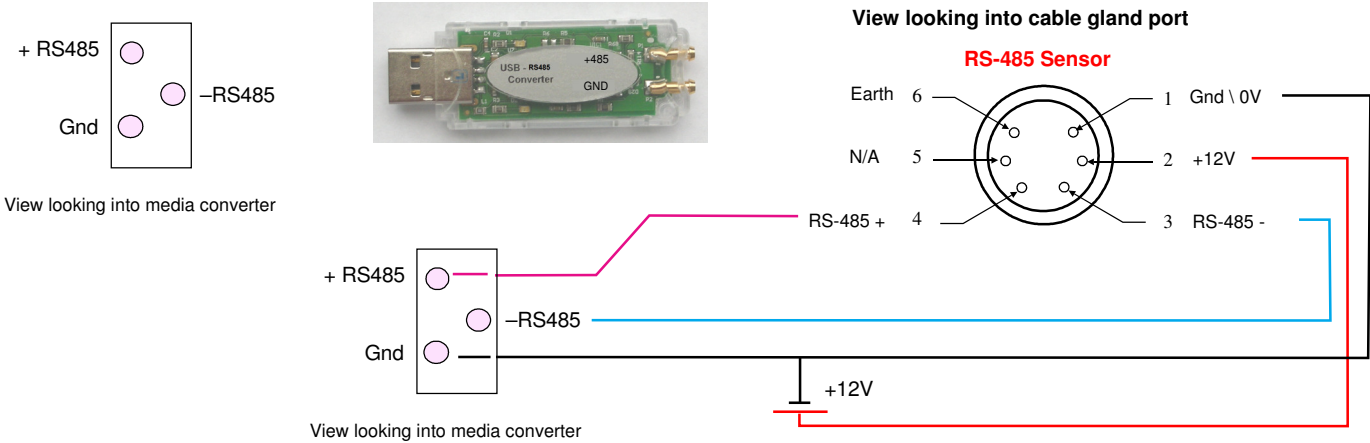 + RS485
–RS485
Gnd
View looking into media converter
USB - RS485
Converter
+485
GND
View looking into cable gland port
RS-485 Sensor
Earth 6
1 Gnd \ 0V
N/A 5
2 +12V
RS-485 + 4
3 RS-485 -
+ RS485
–RS485
Gnd
+12V
View looking into media converter